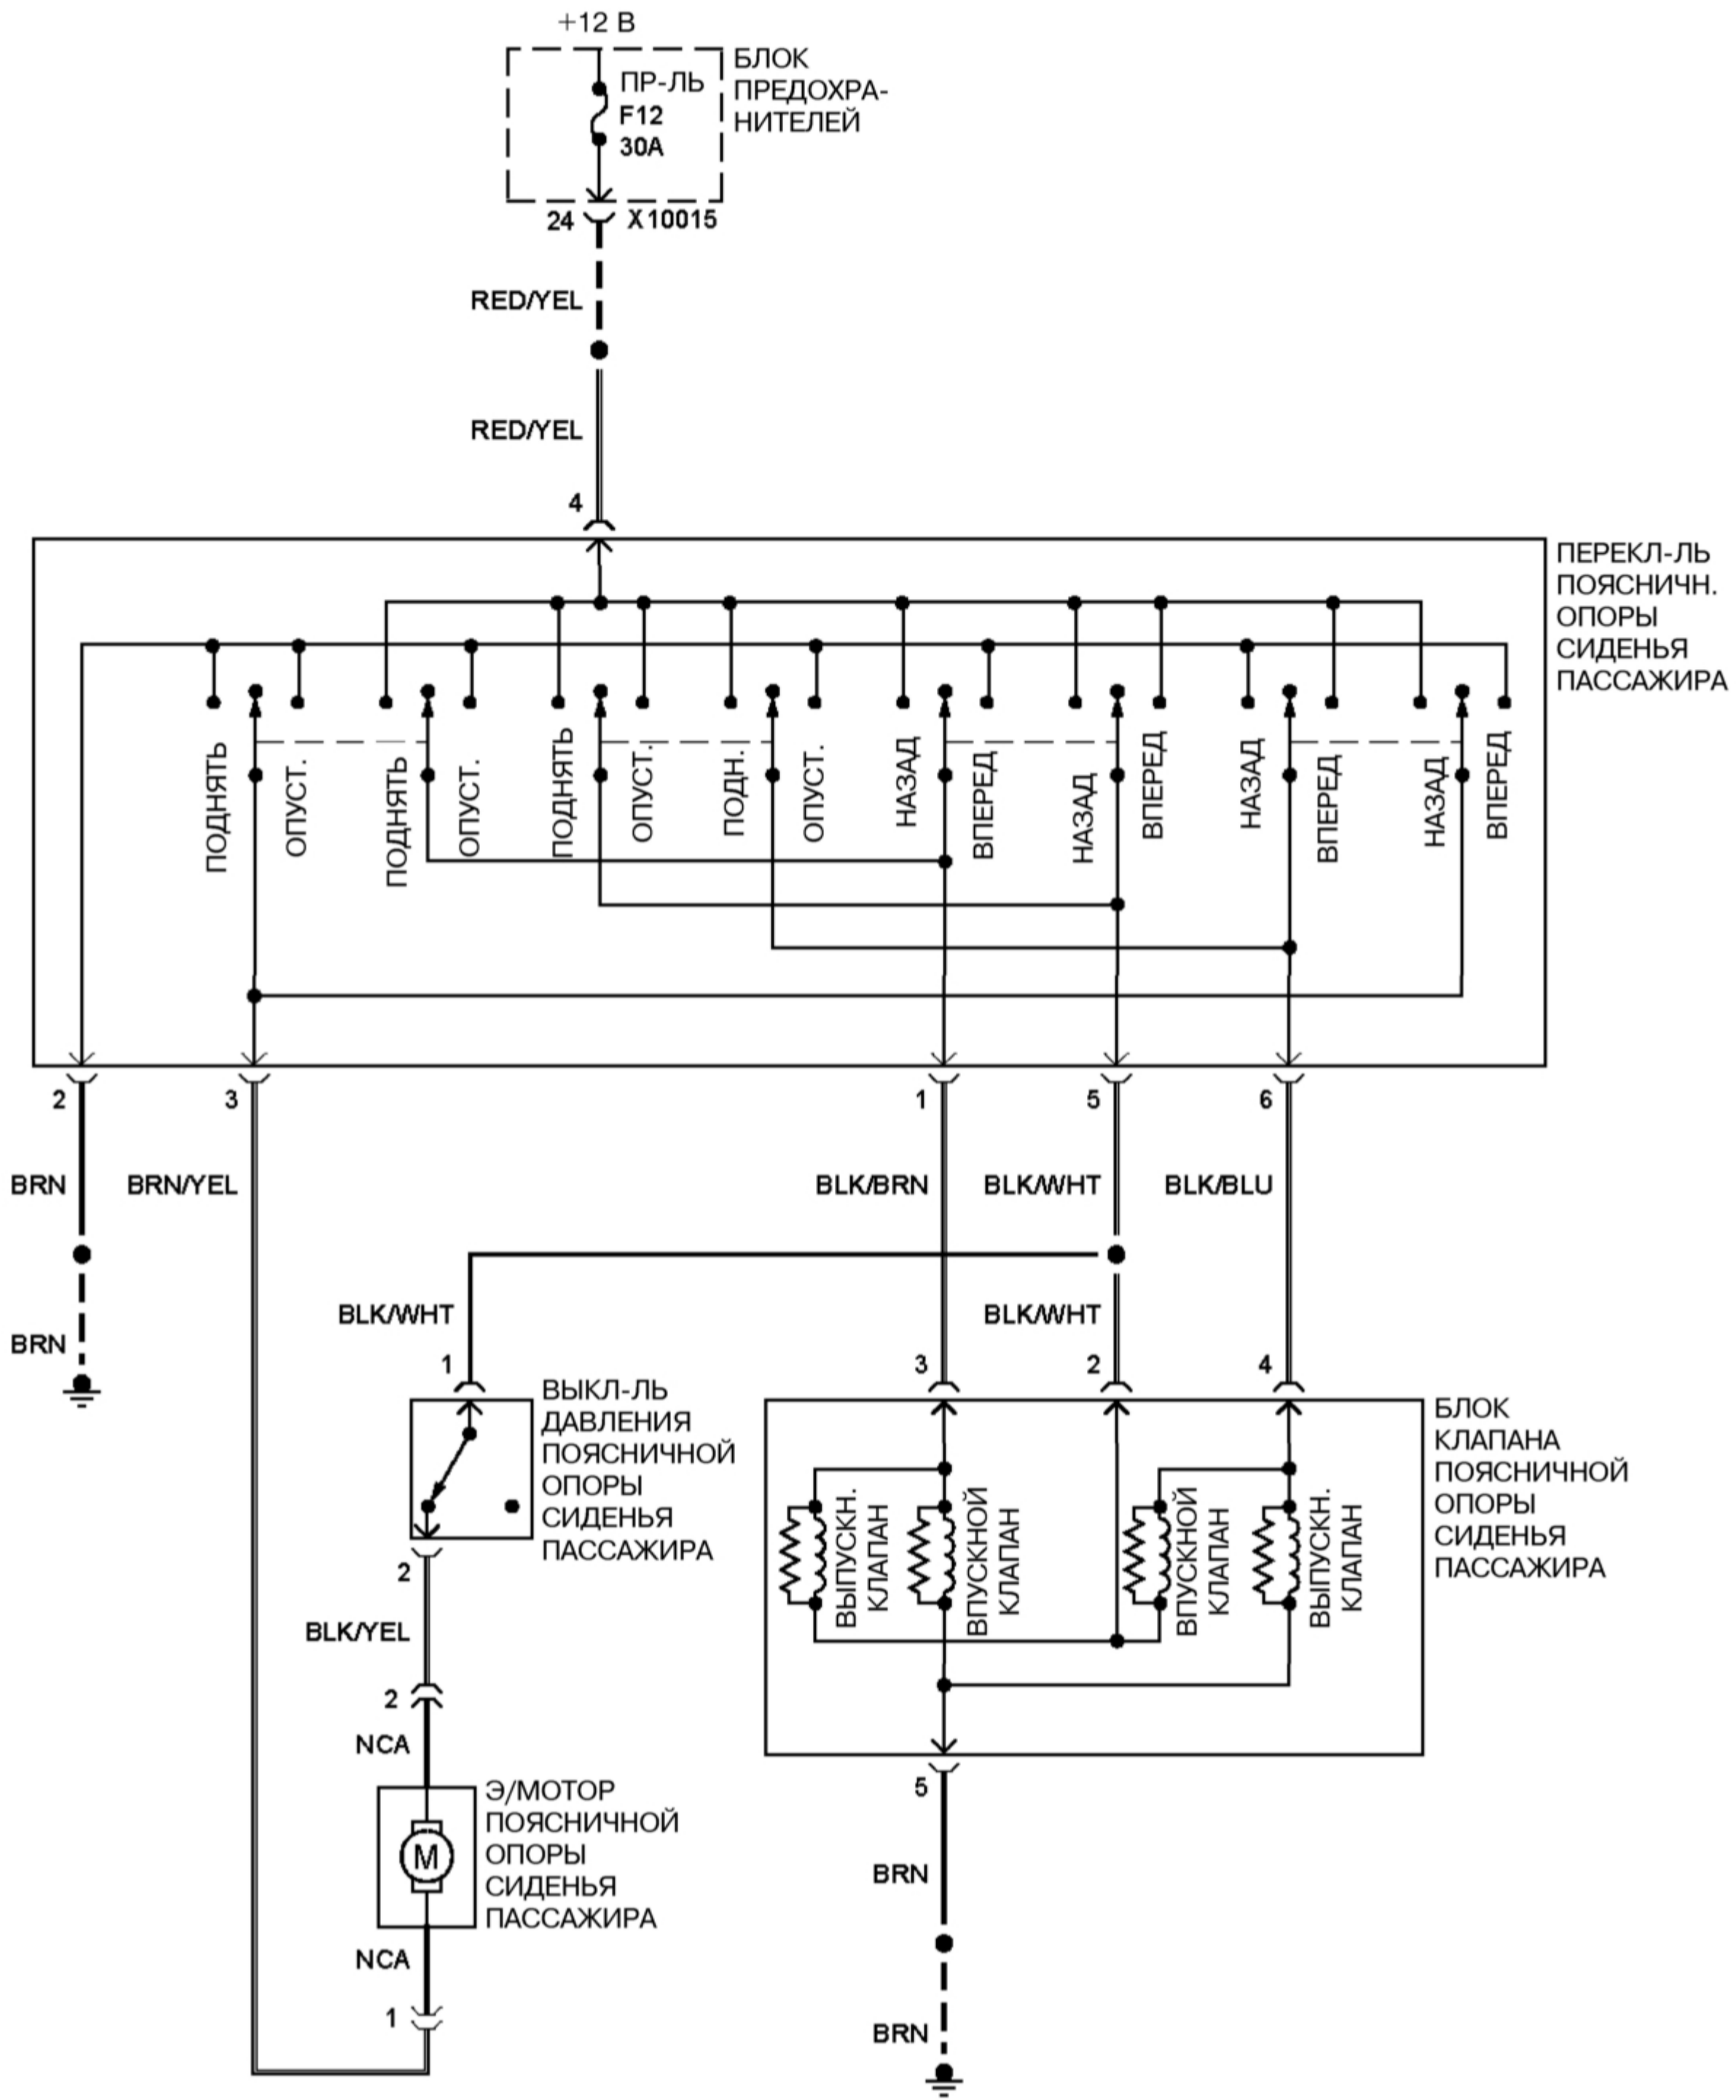 +12 В
ПР-ЛЬ
F12
30A
БЛОК
ПРЕДОХРА-
НИТЕЛЕЙ
24
X10015
RED/YEL
RED/YEL
4
ПЕРЕКЛ-ЛЬ
ПОЯСНИЧН.
ОПОРЫ
СИДЕНЬЯ
ПАССАЖИРА
ПОДНЯТЬ
ОПУСТ.
ПОДНЯТЬ
ОПУСТ.
ПОДНЯТЬ
ОПУСТ.
ПОДН.
ОПУСТ.
НАЗАД
ВПЕРЕД
НАЗАД
ВПЕРЕД
НАЗАД
ВПЕРЕД
НАЗАД
ВПЕРЕД
2
3
1
5
6
BRN
BRN/YEL
BLK/BRN
BLK/WHT
BLK/BLU
BRN
BLK/WHT
BLK/WHT
1
3
2
4
ВЫКЛ-ЛЬ
ДАВЛЕНИЯ
ПОЯСНИЧНОЙ
ОПОРЫ
СИДЕНЬЯ
ПАССАЖИРА
БЛОК
КЛАПАНА
ПОЯСНИЧНОЙ
ОПОРЫ
СИДЕНЬЯ
ПАССАЖИРА
ВЫПУСКН.
КЛАПАН
ВПУСКНОЙ
КЛАПАН
ВПУСКНОЙ
КЛАПАН
ВЫПУСКН.
КЛАПАН
2
BLK/YEL
2
NCA
Э/МОТОР
ПОЯСНИЧНОЙ
ОПОРЫ
СИДЕНЬЯ
ПАССАЖИРА
M
NCA
1
5
BRN
BRN